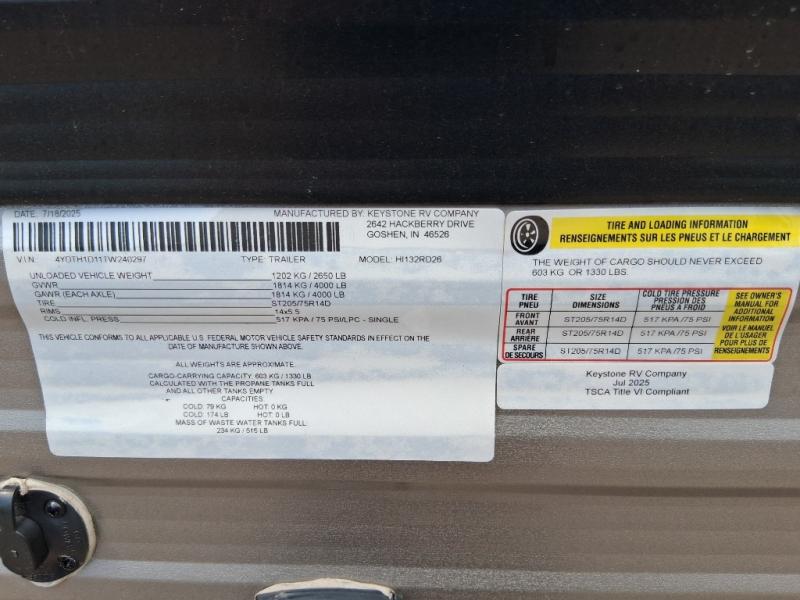 DATE: 7/18/2025 MANUFACTURED BY: KEYSTONE RV COMPANY
2642 HACKBERRY DRIVE
GOSHEN, IN 46526
V.I.N. 4YDTH1D11TW240297 TYPE: TRAILER MODEL: HI132RD26
UNLOADED VEHICLE WEIGHT 1202 KG / 2650 LB
GVWR 1814 KG / 4000 LB
GAWR (EACH AXLE) 1814 KG / 4000 LB
TIRE ST205/75R14D
RIMS 14x5.5
COLD INFL. PRESS 517 KPA / 75 PSI/LPC - SINGLE
THIS VEHICLE CONFORMS TO ALL APPLICABLE U.S. FEDERAL MOTOR VEHICLE SAFETY STANDARDS IN EFFECT ON THE
DATE OF MANUFACTURE SHOWN ABOVE.
ALL WEIGHTS ARE APPROXIMATE.
CARGO-CARRYING CAPACITY: 603 KG / 1330 LB
CALCULATED WITH THE PROPANE TANKS FULL
AND ALL OTHER TANKS EMPTY
CAPACITIES:
COLD: 79 KG HOT: 0 KG
COLD: 174 LB HOT: 0 LB
MASS OF WASTE WATER TANKS FULL:
234 KG / 515 LB
TIRE AND LOADING INFORMATION
RENSEIGNEMENTS SUR LES PNEUS ET LE CHARGEMENT
THE WEIGHT OF CARGO SHOULD NEVER EXCEED
603 KG OR 1330 LBS.
TIRE
PNEU
SIZE
DIMENSIONS
COLD TIRE PRESSURE
PRESSION DES
PNEUS A FROID
FRONT
AVANT
ST205/75R14D
517 KPA /75 PSI
REAR
ARRIÈRE
ST205/75R14D
517 KPA /75 PSI
SPARE
DE SECOURS
ST205/75R14D
517 KPA /75 PSI
SEE OWNER'S
MANUAL FOR
ADDITIONAL
INFORMATION
VOIR LE MANUEL
DE L'USAGER
POUR PLUS DE
RENSEIGNEMENTS
Keystone RV Company
Jul 2025
TSCA Title VI Compliant